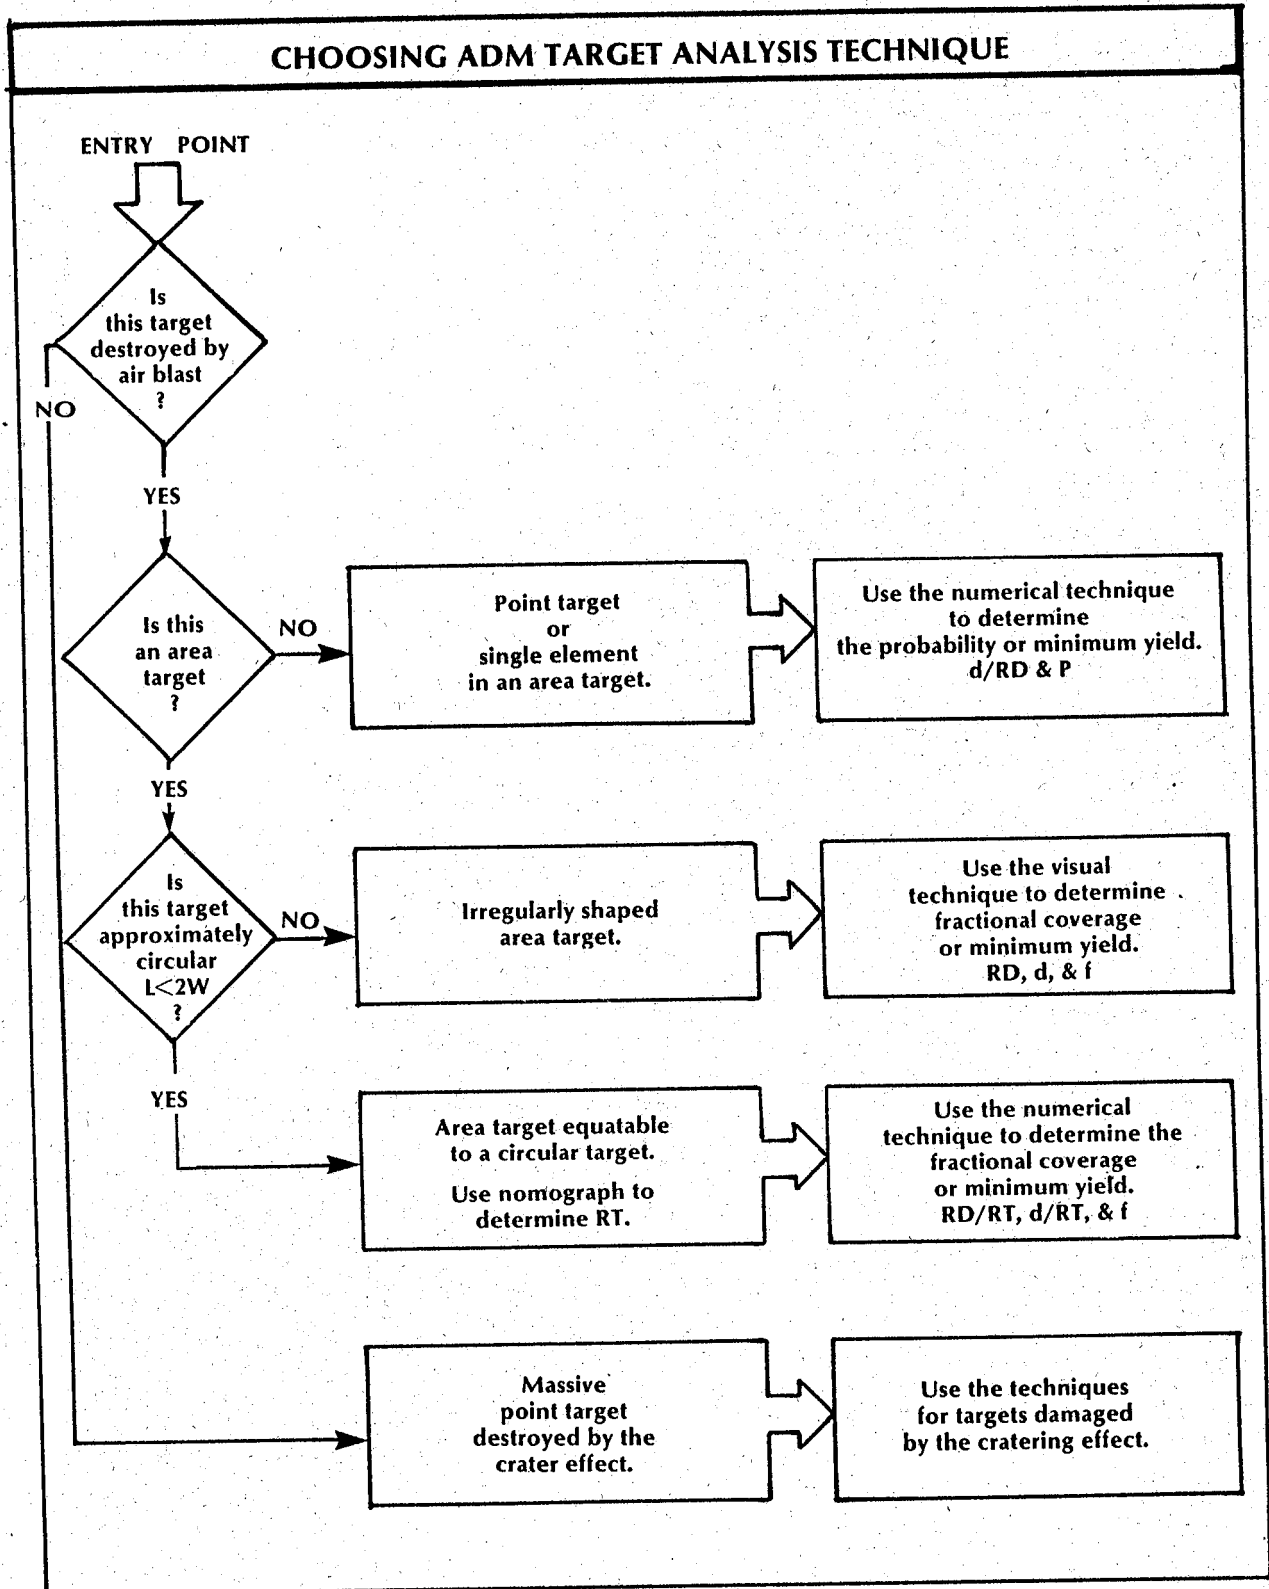 CHOOSING ADM TARGET ANALYSIS TECHNIQUE
ENTRY POINT
Is
this target
destroyed by
air blast
?
NO
YES
Is this
an area
target
?
NO
Point target
or
single element
in an area target.
Use the numerical technique
to determine
the probability or minimum yield.
d/RD & P
YES
Is
this target
approximately
circular
L<2W
?
NO
Irregularly shaped
area target.
Use the visual
technique to determine
fractional coverage
or minimum yield.
RD, d, & f
YES
Area target equatable
to a circular target.
Use nomograph to
determine RT.
Use the numerical
technique to determine the
fractional coverage
or minimum yield.
RD/RT, d/RT, & f
Massive
point target
destroyed by the
crater effect.
Use the techniques
for targets damaged
by the cratering effect.